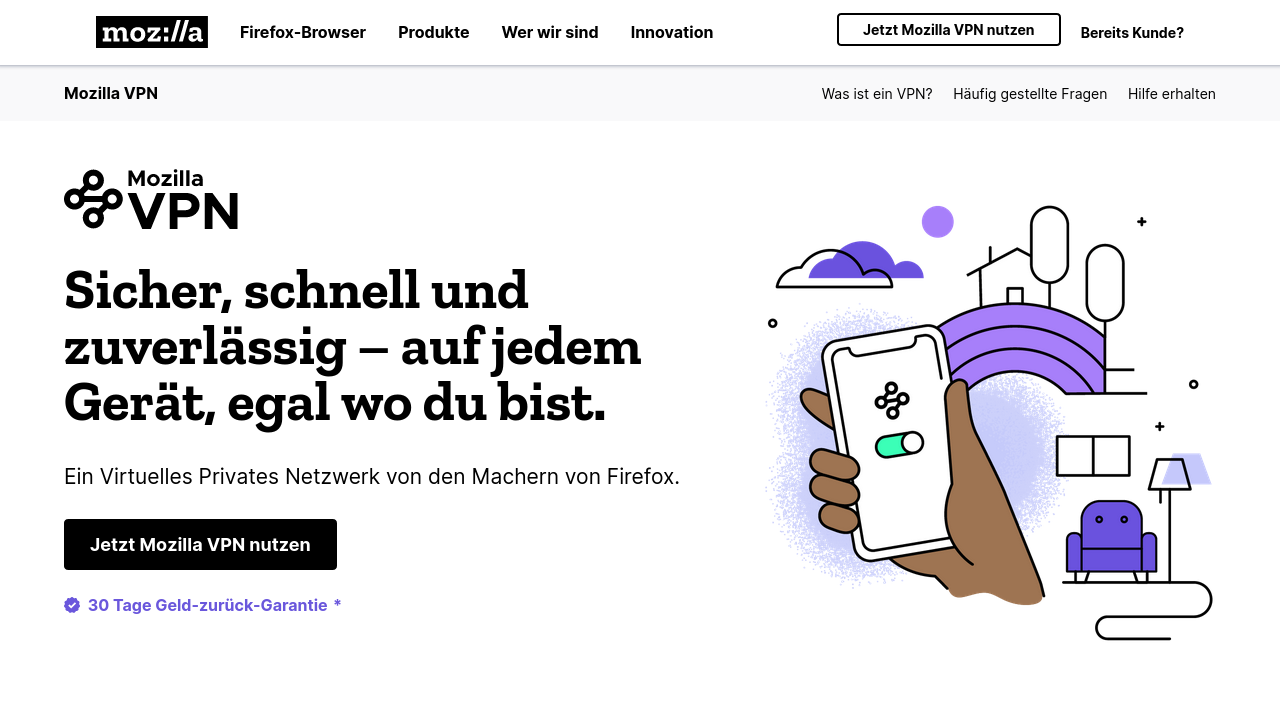 moz://a
Firefox-Browser
Produkte
Wer wir sind
Innovation
Jetzt Mozilla VPN nutzen
Bereits Kunde?
Mozilla VPN
Was ist ein VPN?
Häufig gestellte Fragen
Hilfe erhalten
Mozilla
VPN
Sicher, schnell und
zuverlässig – auf jedem
Gerät, egal wo du bist.
Ein Virtuelles Privates Netzwerk von den Machern von Firefox.
Jetzt Mozilla VPN nutzen
30 Tage Geld-zurück-Garantie *